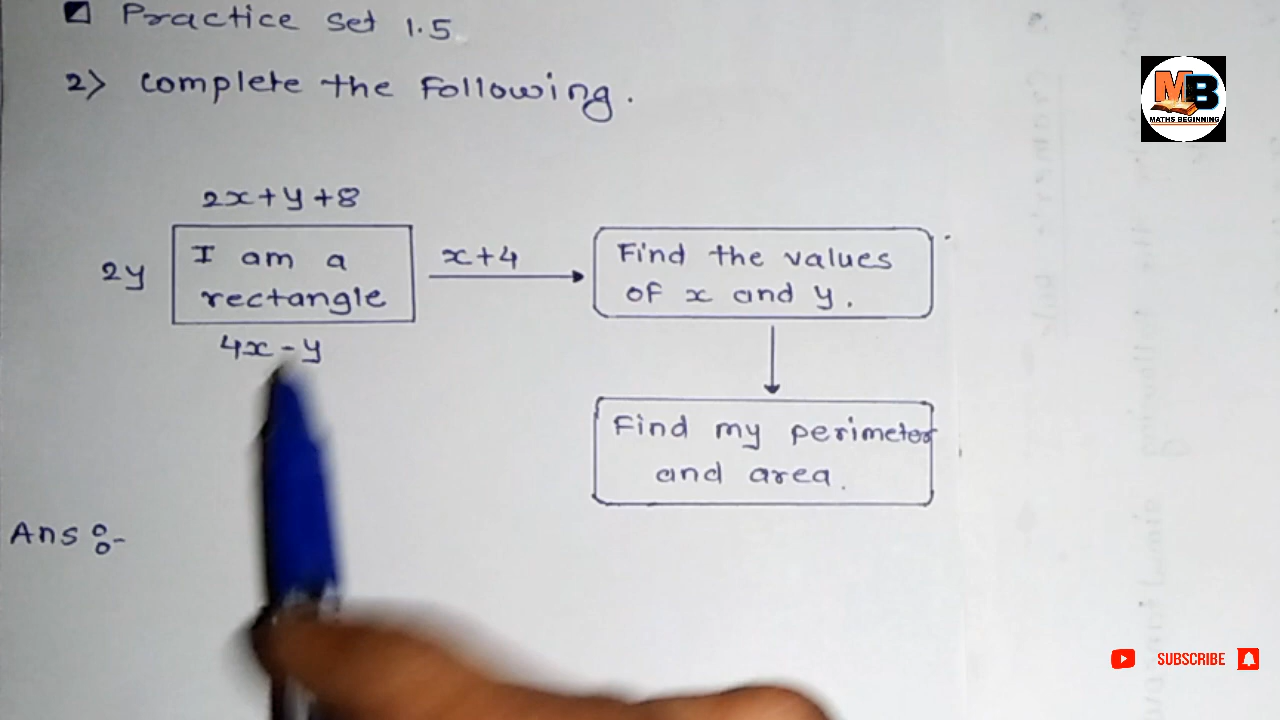 Practice Set 1.5
2) Complete the Following.
MB
MATHS BEGINNING
2x+y+8
2y
I am a
rectangle
x+4
4x-y
Find the values
of x and y.
Find my perimeter
and area.
Ans :-
SUBSCRIBE